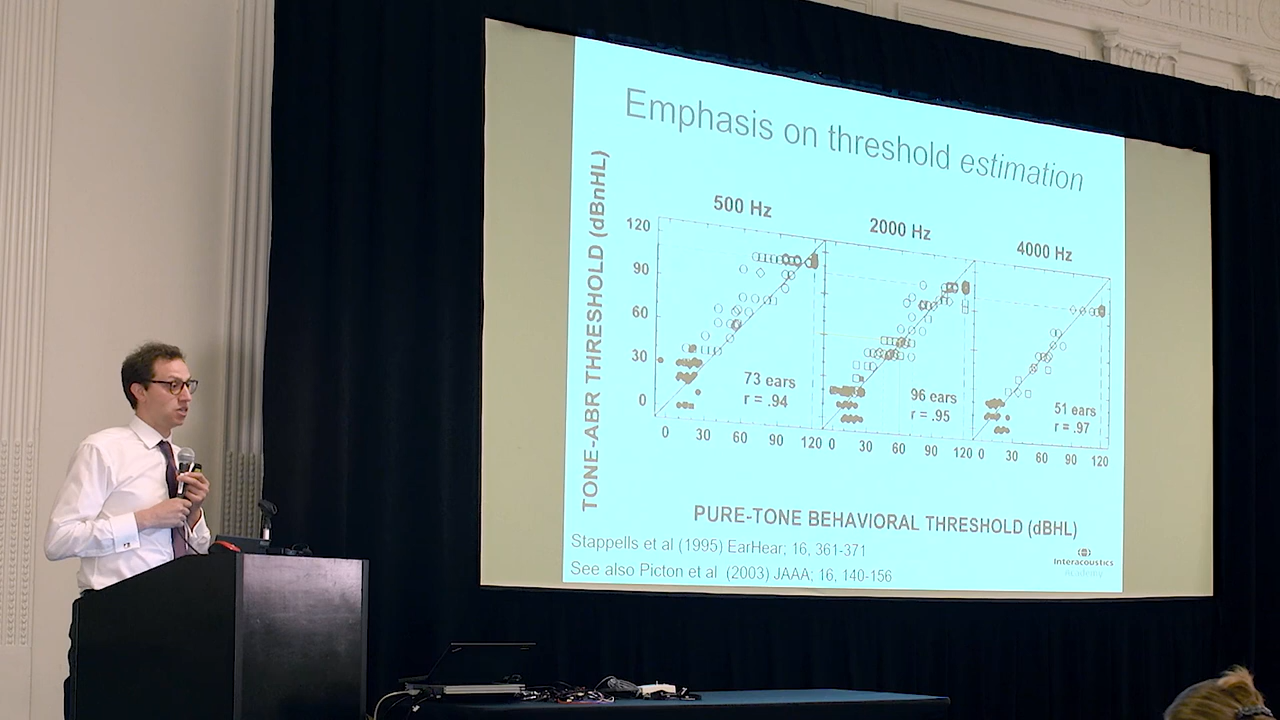 Emphasis on threshold estimation
TONE-ABR THRESHOLD (dBnHL)
500 Hz
2000 Hz
4000 Hz
120
90
60
30
0
73 ears
r = .94
96 ears
r = .95
51 ears
r = .97
0 30 60 90 120
0 30 60 90 120
0 30 60 90 120
PURE-TONE BEHAVIORAL THRESHOLD (dBHL)
Stappells et al (1995) EarHear; 16, 361-371
See also Picton et al (2003) JAAA; 16, 140-156
Interacoustics
Academy